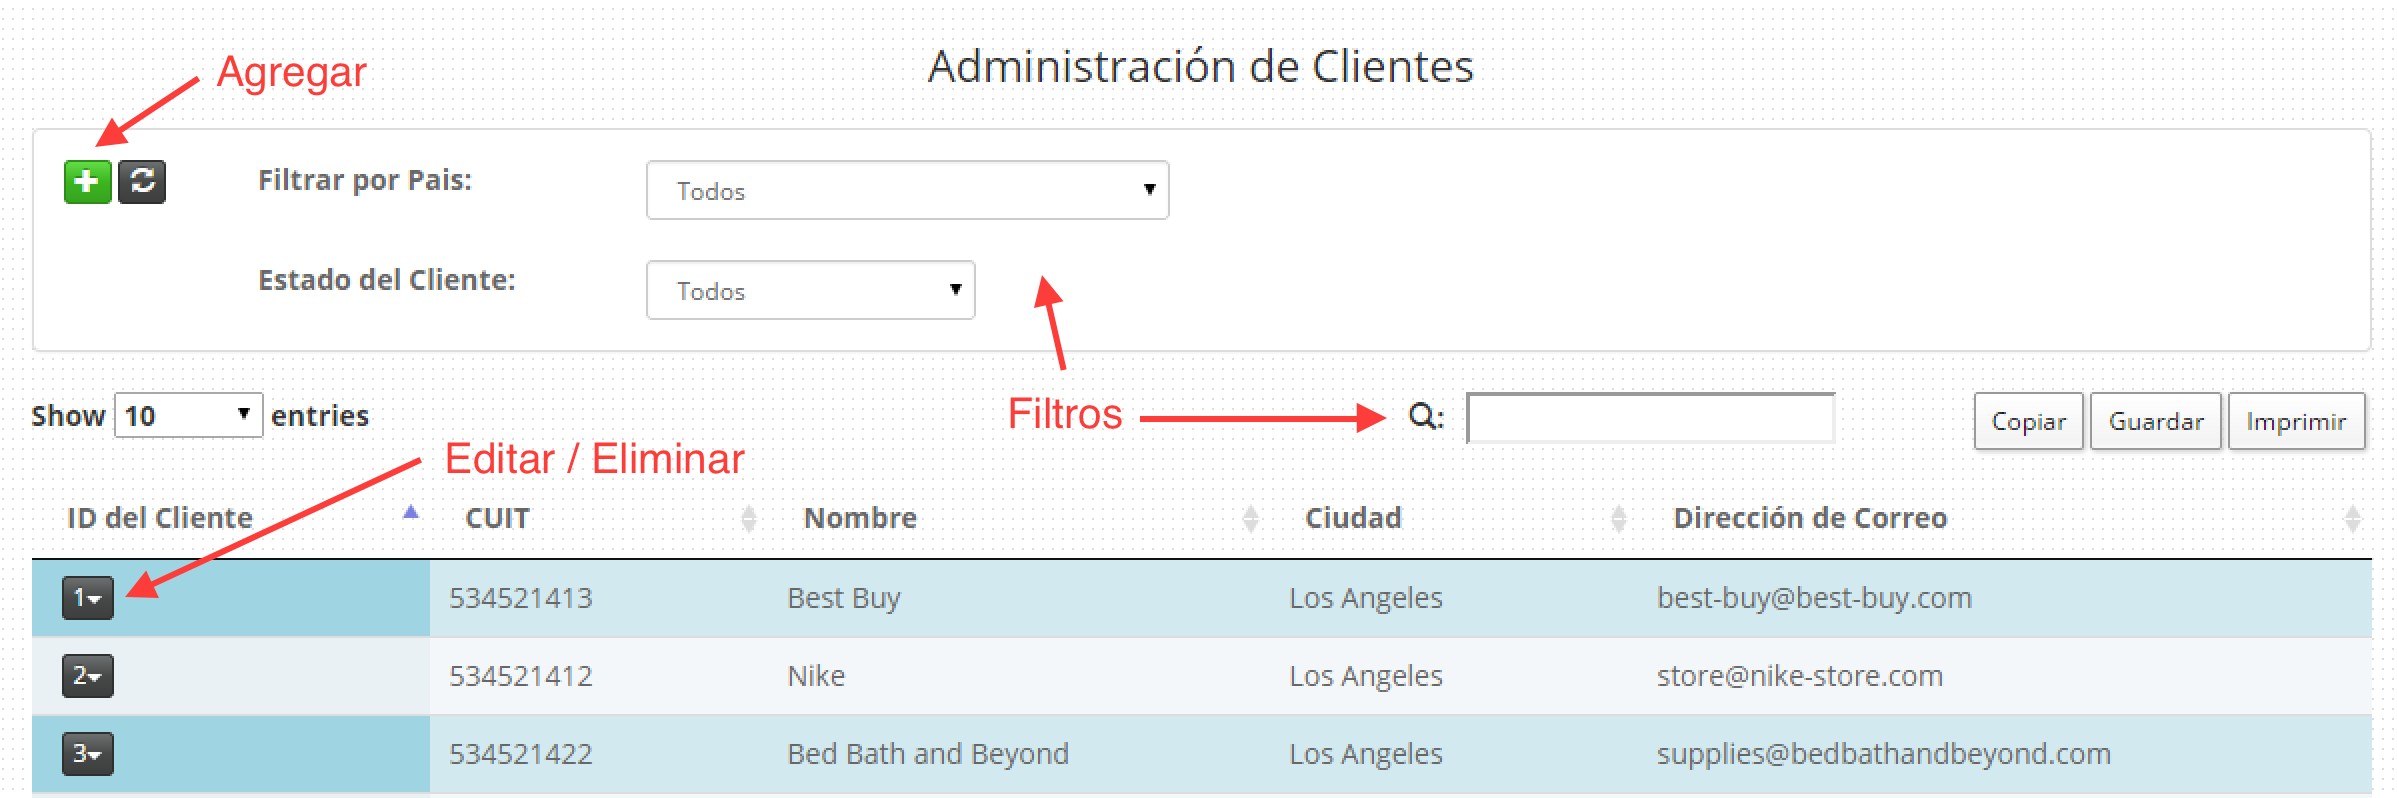 Administración de Clientes
Agregar
Filtrar por Pais: Todos
Estado del Cliente: Todos
Show 10 entries
Filtros
:
Copiar Guardar Imprimir
Editar / Eliminar
ID del Cliente CUIT Nombre Ciudad Dirección de Correo
1 534521413 Best Buy Los Angeles best-buy@best-buy.com
2 534521412 Nike Los Angeles store@nike-store.com
3 534521422 Bed Bath and Beyond Los Angeles supplies@bedbathandbeyond.com